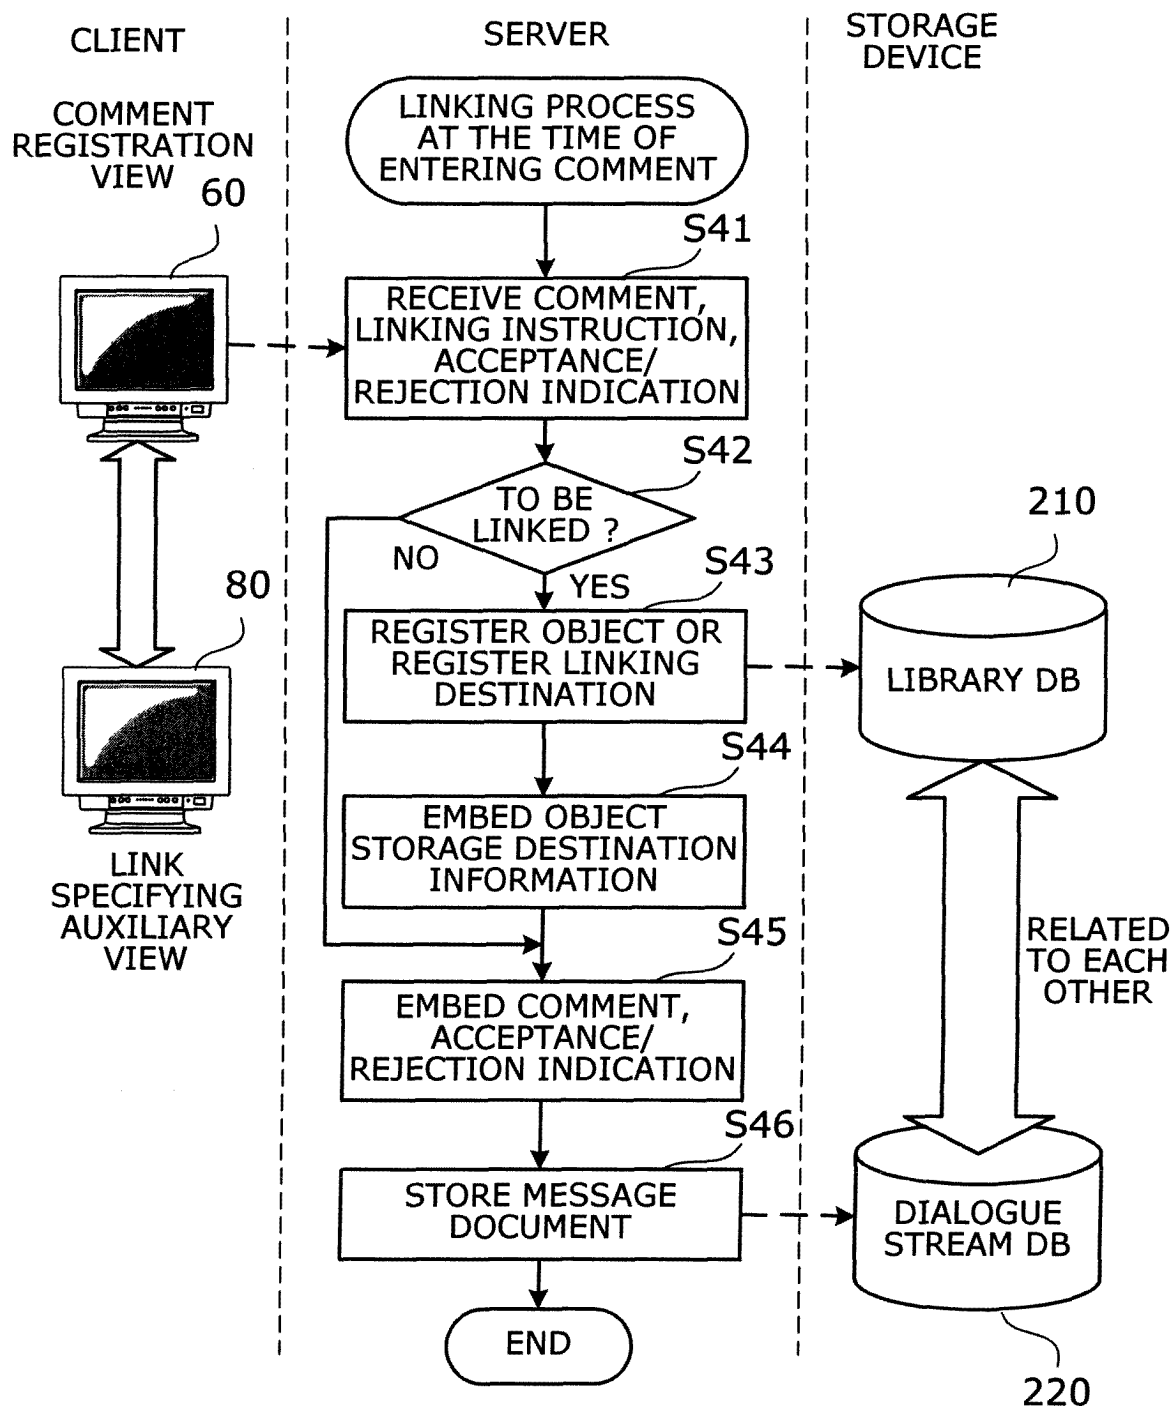 CLIENT
SERVER
STORAGE
DEVICE
COMMENT
REGISTRATION
VIEW
60
LINKING PROCESS
AT THE TIME OF
ENTERING COMMENT
S41
RECEIVE COMMENT,
LINKING INSTRUCTION,
ACCEPTANCE/
REJECTION INDICATION
S42
TO BE
LINKED ?
NO
YES
S43
REGISTER OBJECT OR
REGISTER LINKING
DESTINATION
210
LIBRARY DB
80
LINK
SPECIFYING
AUXILIARY
VIEW
S44
EMBED OBJECT
STORAGE DESTINATION
INFORMATION
S45
EMBED COMMENT,
ACCEPTANCE/
REJECTION INDICATION
RELATED
TO EACH
OTHER
S46
STORE MESSAGE
DOCUMENT
DIALOGUE
STREAM DB
220
END